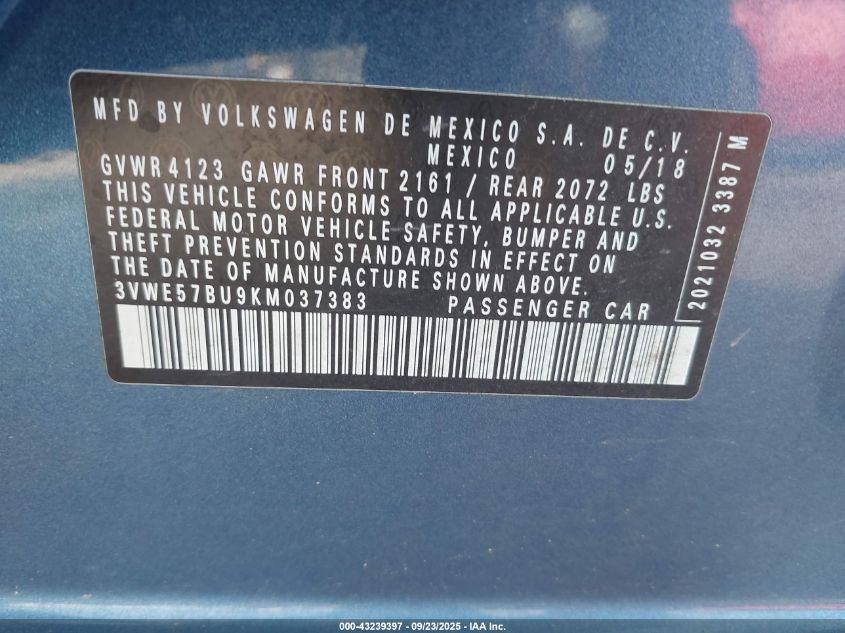 MFD BY VOLKSWAGEN DE MEXICO S.A. DE C.V.
MEXICO 05/18
GVWR 4123 GAWR FRONT 2161 / REAR 2072 LBS
THIS VEHICLE CONFORMS TO ALL APPLICABLE U.S.
FEDERAL MOTOR VEHICLE SAFETY, BUMPER AND
THEFT PREVENTION STANDARDS IN EFFECT ON
THE DATE OF MANUFACTURE SHOWN ABOVE.
3VWE57BU9KM037383 PASSENGER CAR
2021032 3387 M
000-43239397 - 09/23/2025 - IAA Inc.